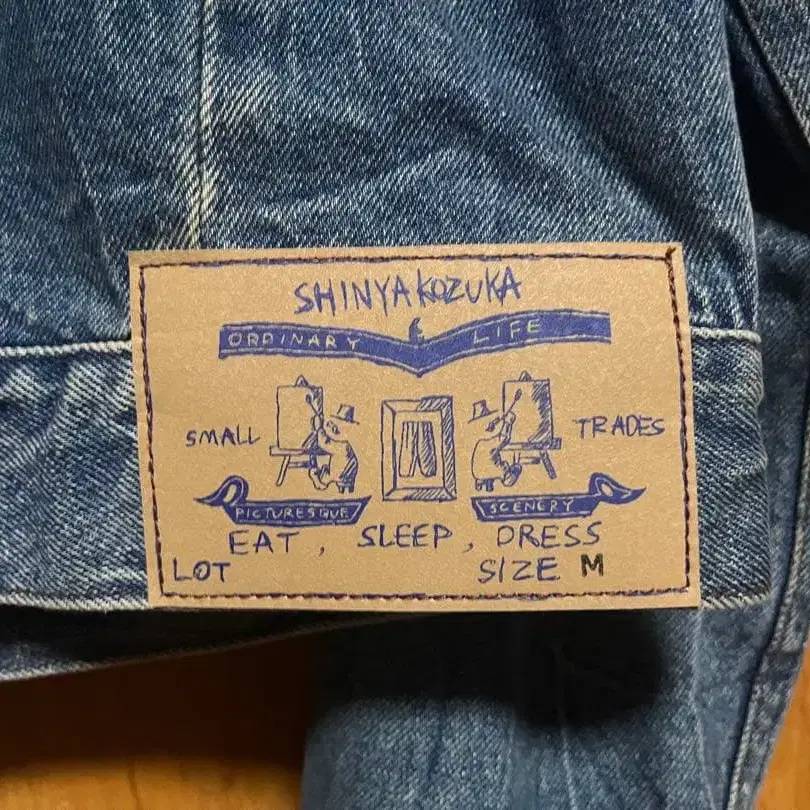 SHINYAKOZUKA
ORDINARY & LIFE
SMALL TRADES
PICTURESQUE SCENERY
EAT, SLEEP, DRESS
LOT SIZE M